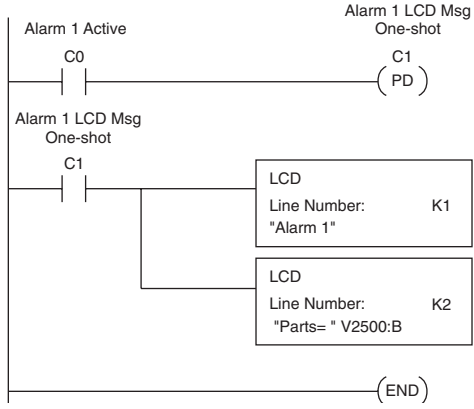 Alarm 1 Active
Alarm 1 LCD Msg
One-shot
C0
C1
PD
Alarm 1 LCD Msg
One-shot
C1
LCD
Line Number: K1
"Alarm 1"
LCD
Line Number: K2
"Parts= " V2500:B
END